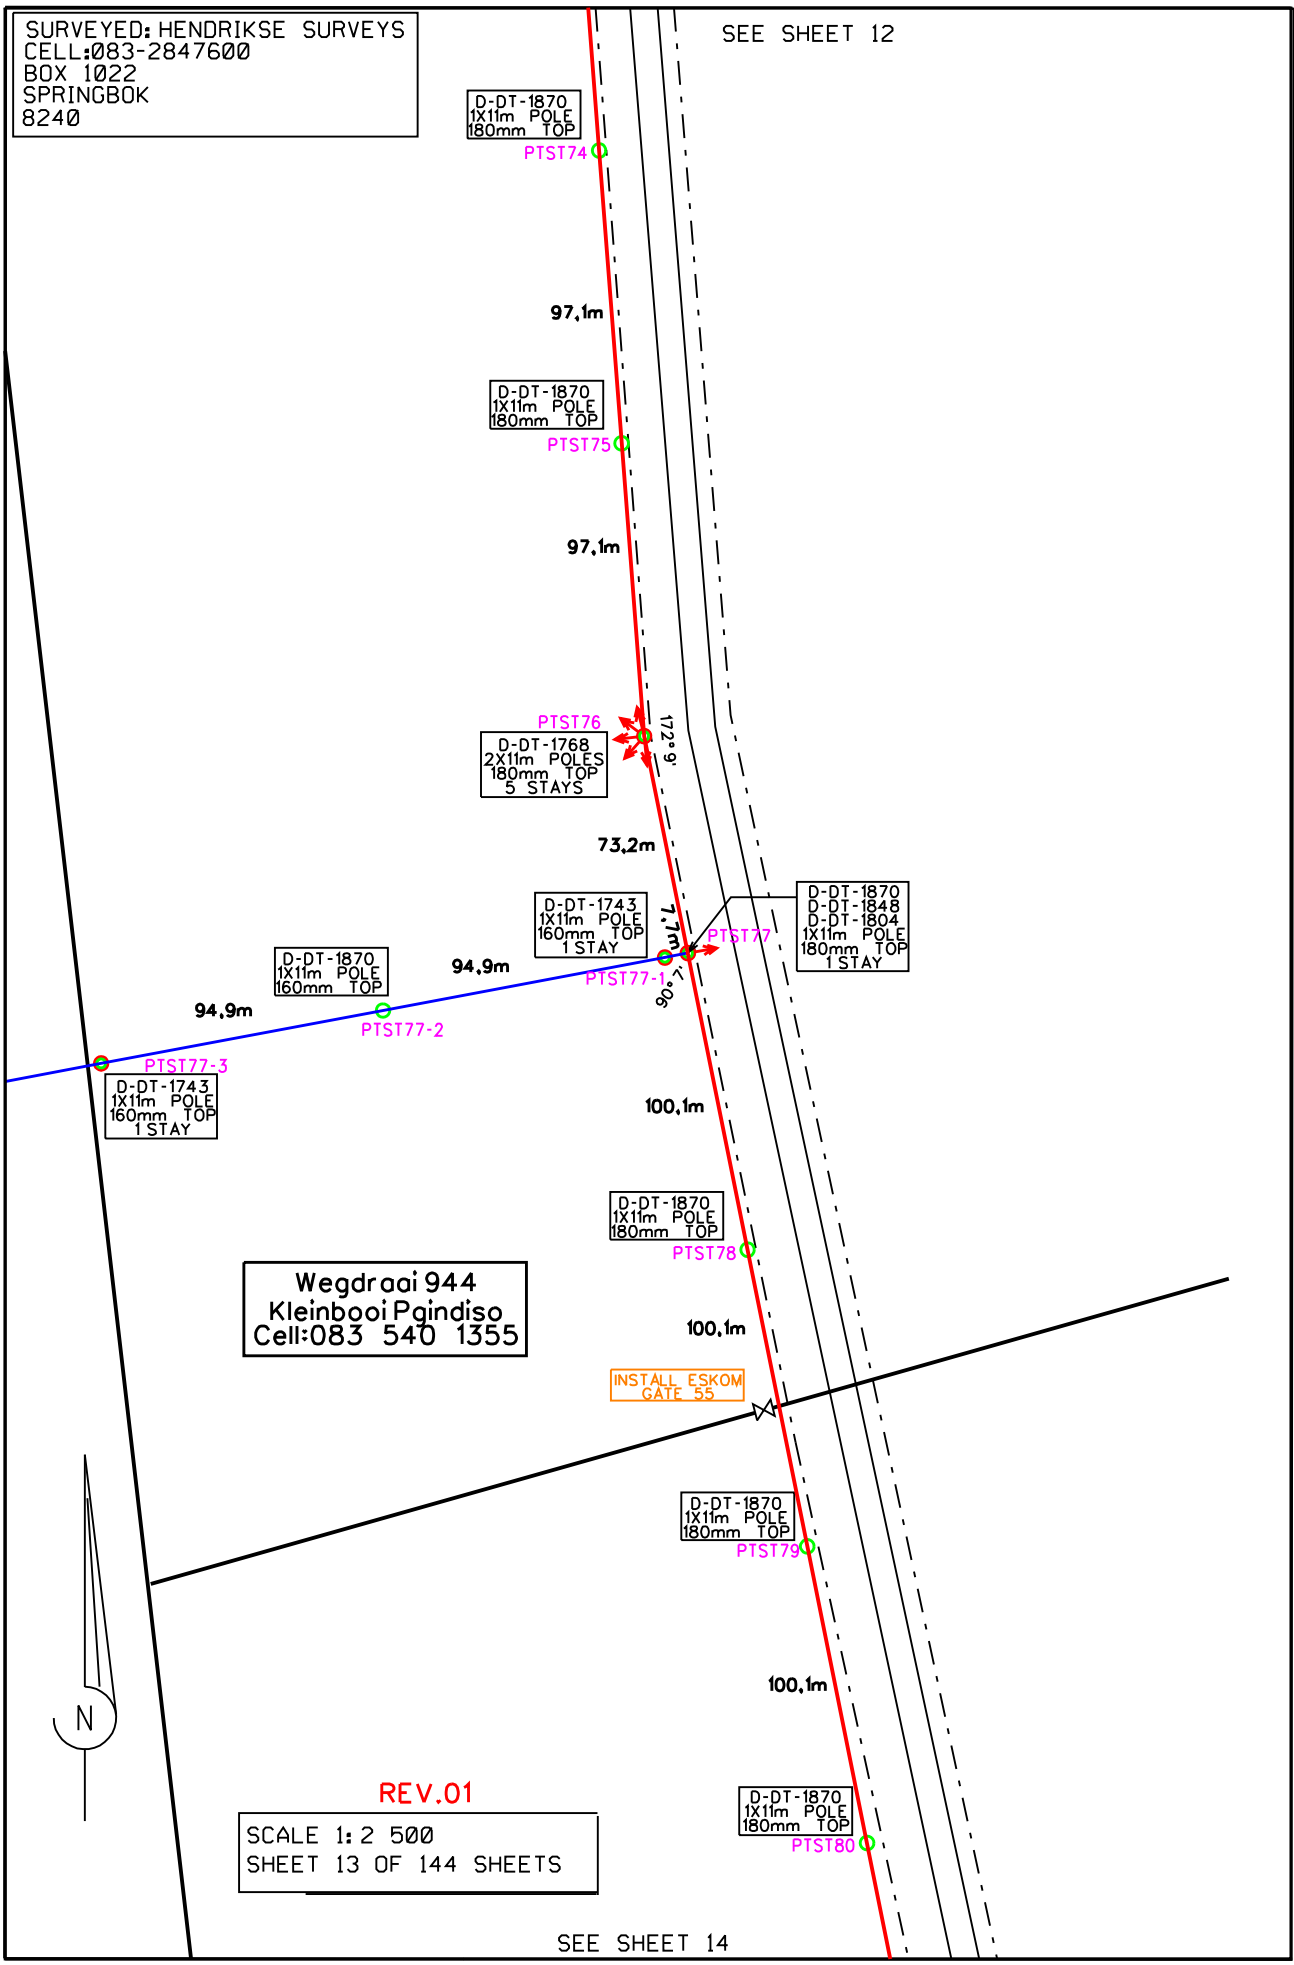 SURVEYED: HENDRIKSE SURVEYS
CELL:083-2847600
BOX 1022
SPRINGBOK
8240
SEE SHEET 12
D-DT-1870
1X11m POLE
180mm TOP
PTST74
97,1m
D-DT-1870
1X11m POLE
180mm TOP
PTST75
97,1m
PTST76
172°9'
D-DT-1768
2X11m POLES
180mm TOP
5 STAYS
73,2m
D-DT-1743
1X11m POLE
160mm TOP
1 STAY
7,7m
D-DT-1870
D-DT-1848
D-DT-1804
1X11m POLE
180mm TOP
1 STAY
PTST77
PTST77-1
90°7'
94,9m
D-DT-1870
1X11m POLE
160mm TOP
PTST77-2
94,9m
PTST77-3
D-DT-1743
1X11m POLE
160mm TOP
1 STAY
100,1m
D-DT-1870
1X11m POLE
180mm TOP
PTST78
Wegdraai 944
Kleinbooi Pgindiso
Cell:083 540 1355
100,1m
INSTALL ESKOM
GATE 55
D-DT-1870
1X11m POLE
180mm TOP
PTST79
100,1m
N
REV.01
SCALE 1: 2 500
SHEET 13 OF 144 SHEETS
D-DT-1870
1X11m POLE
180mm TOP
PTST80
SEE SHEET 14